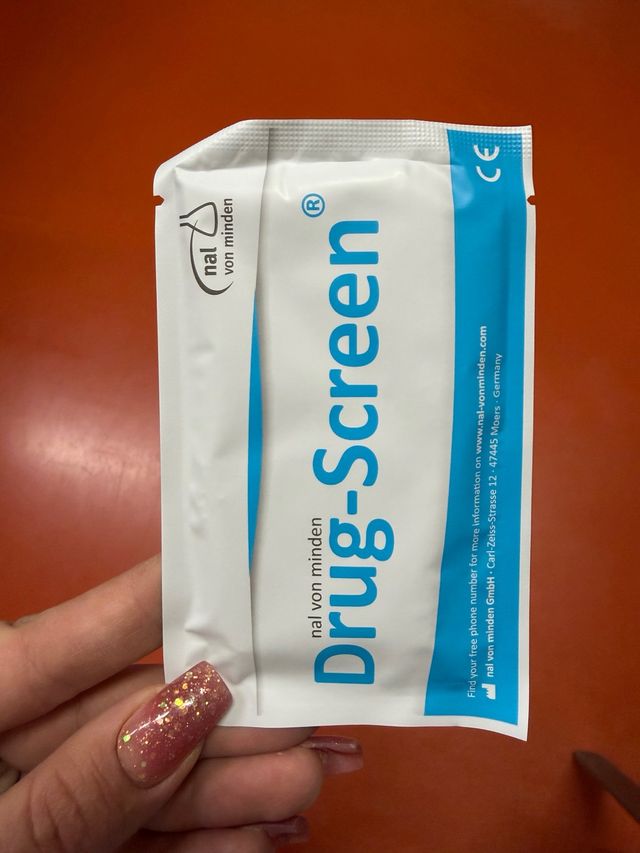 nal
von minden
nal von minden
Drug-Screen®
CE
Find your free phone number for more information on www.nal-vonminden.com
nal von minden GmbH · Carl-Zeiss-Strasse 12 · 47445 Moers · Germany